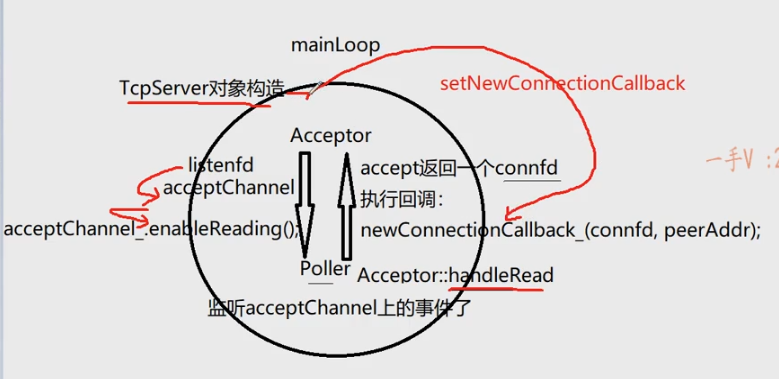 mainLoop
TcpServer对象构造
setNewConnectionCallback
Acceptor
listenfd
acceptChannel
accept返回一个connfd
执行回调：
acceptChannel_.enableReading();
newConnectionCallback_(connfd, peerAddr);
Poller
Acceptor::handleRead
监听acceptChannel上的事件了
一手V :2